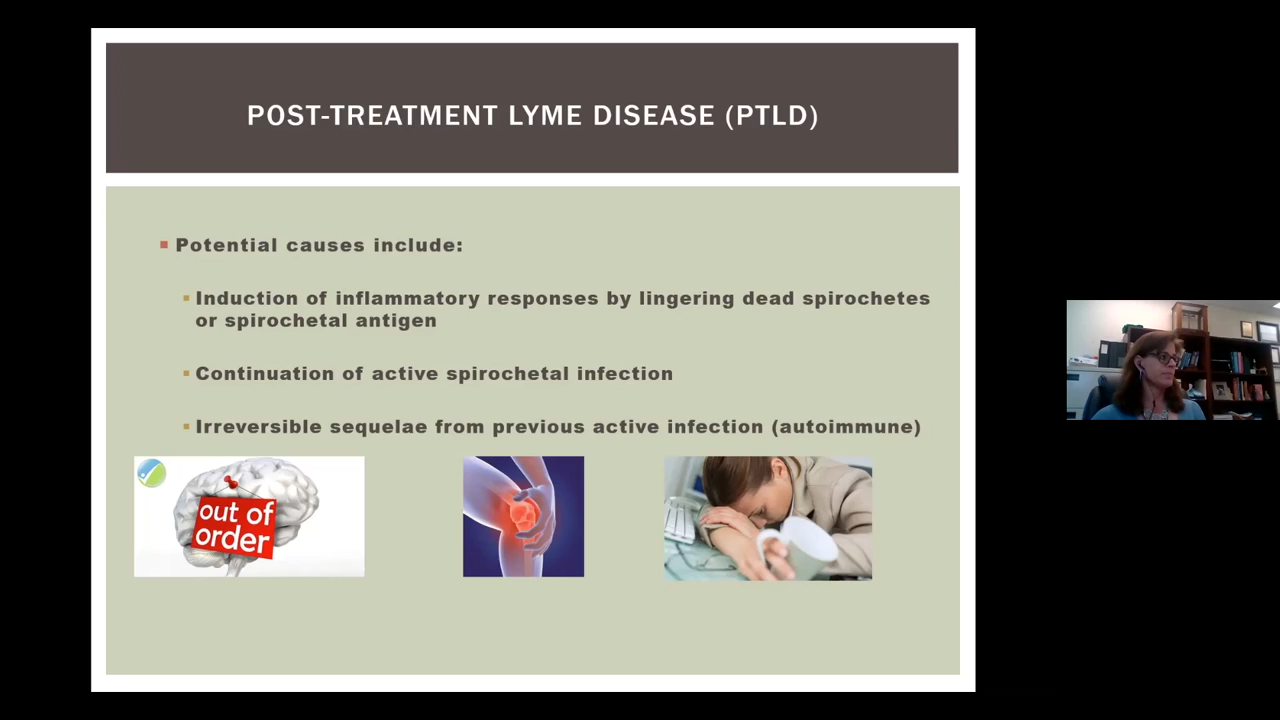 POST-TREATMENT LYME DISEASE (PTLD)
Potential causes include:
Induction of inflammatory responses by lingering dead spirochetes
or spirochetal antigen
Continuation of active spirochetal infection
Irreversible sequelae from previous active infection (autoimmune)
out of
order